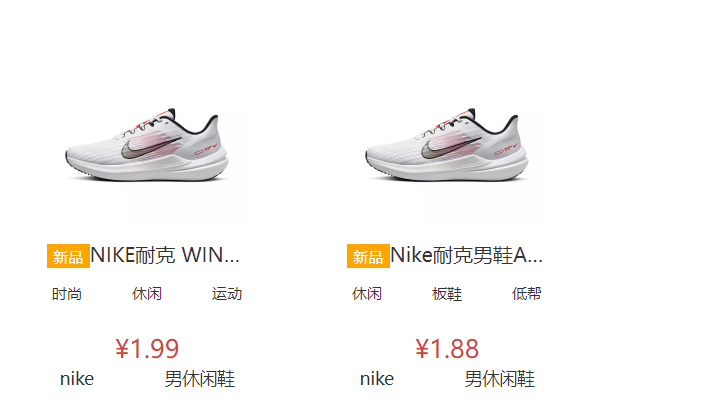 新品 NIKE耐克 WIN...
时尚 休闲 运动
¥1.99
nike 男休闲鞋
新品 Nike耐克男鞋A...
休闲 板鞋 低帮
¥1.88
nike 男休闲鞋